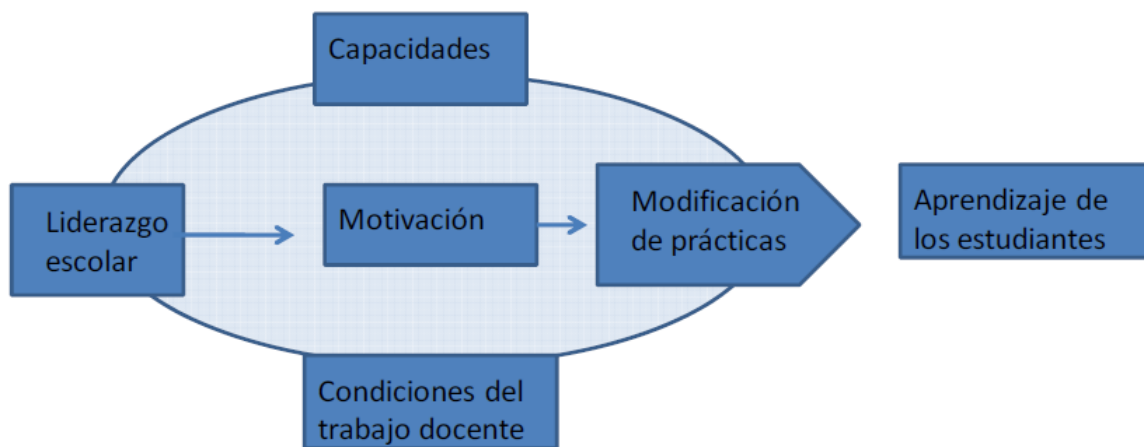 Capacidades
Liderazgo
escolar
Motivación
Modificación
de prácticas
Aprendizaje de
los estudiantes
Condiciones del
trabajo docente